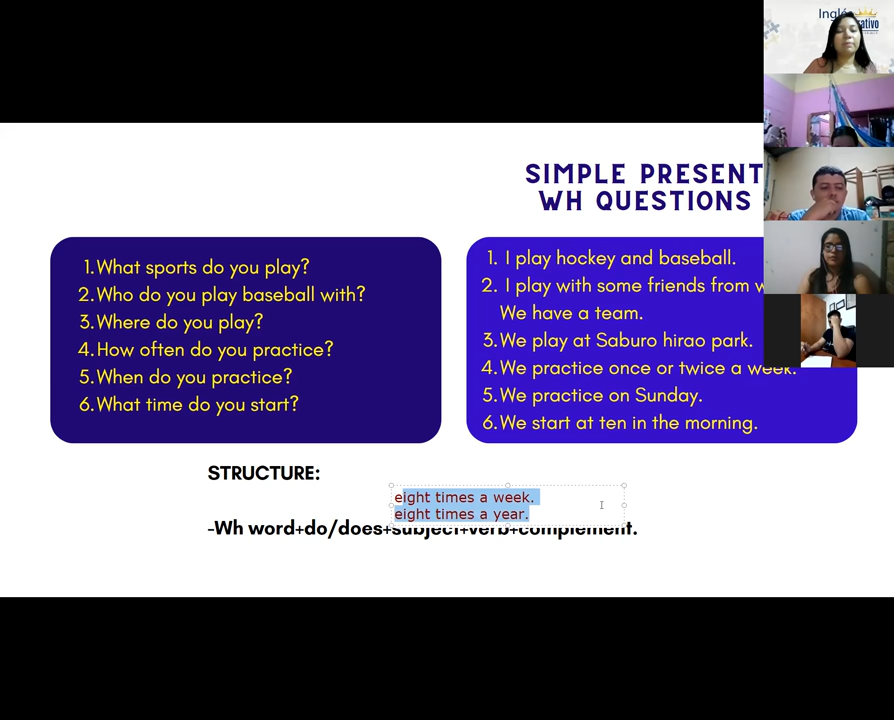 Inglé
ativo
SIMPLE PRESENT
WH QUESTIONS
1.What sports do you play?
2.Who do you play baseball with?
3.Where do you play?
4.How often do you practice?
5.When do you practice?
6.What time do you start?
1. I play hockey and baseball.
2. I play with some friends from w
We have a team.
3.We play at Saburo hirao park.
4.We practice once or twice a week.
5.We practice on Sunday.
6.We start at ten in the morning.
STRUCTURE:
eight times a week.
eight times a year.
-Wh word+do/does+subject+verb+complement.